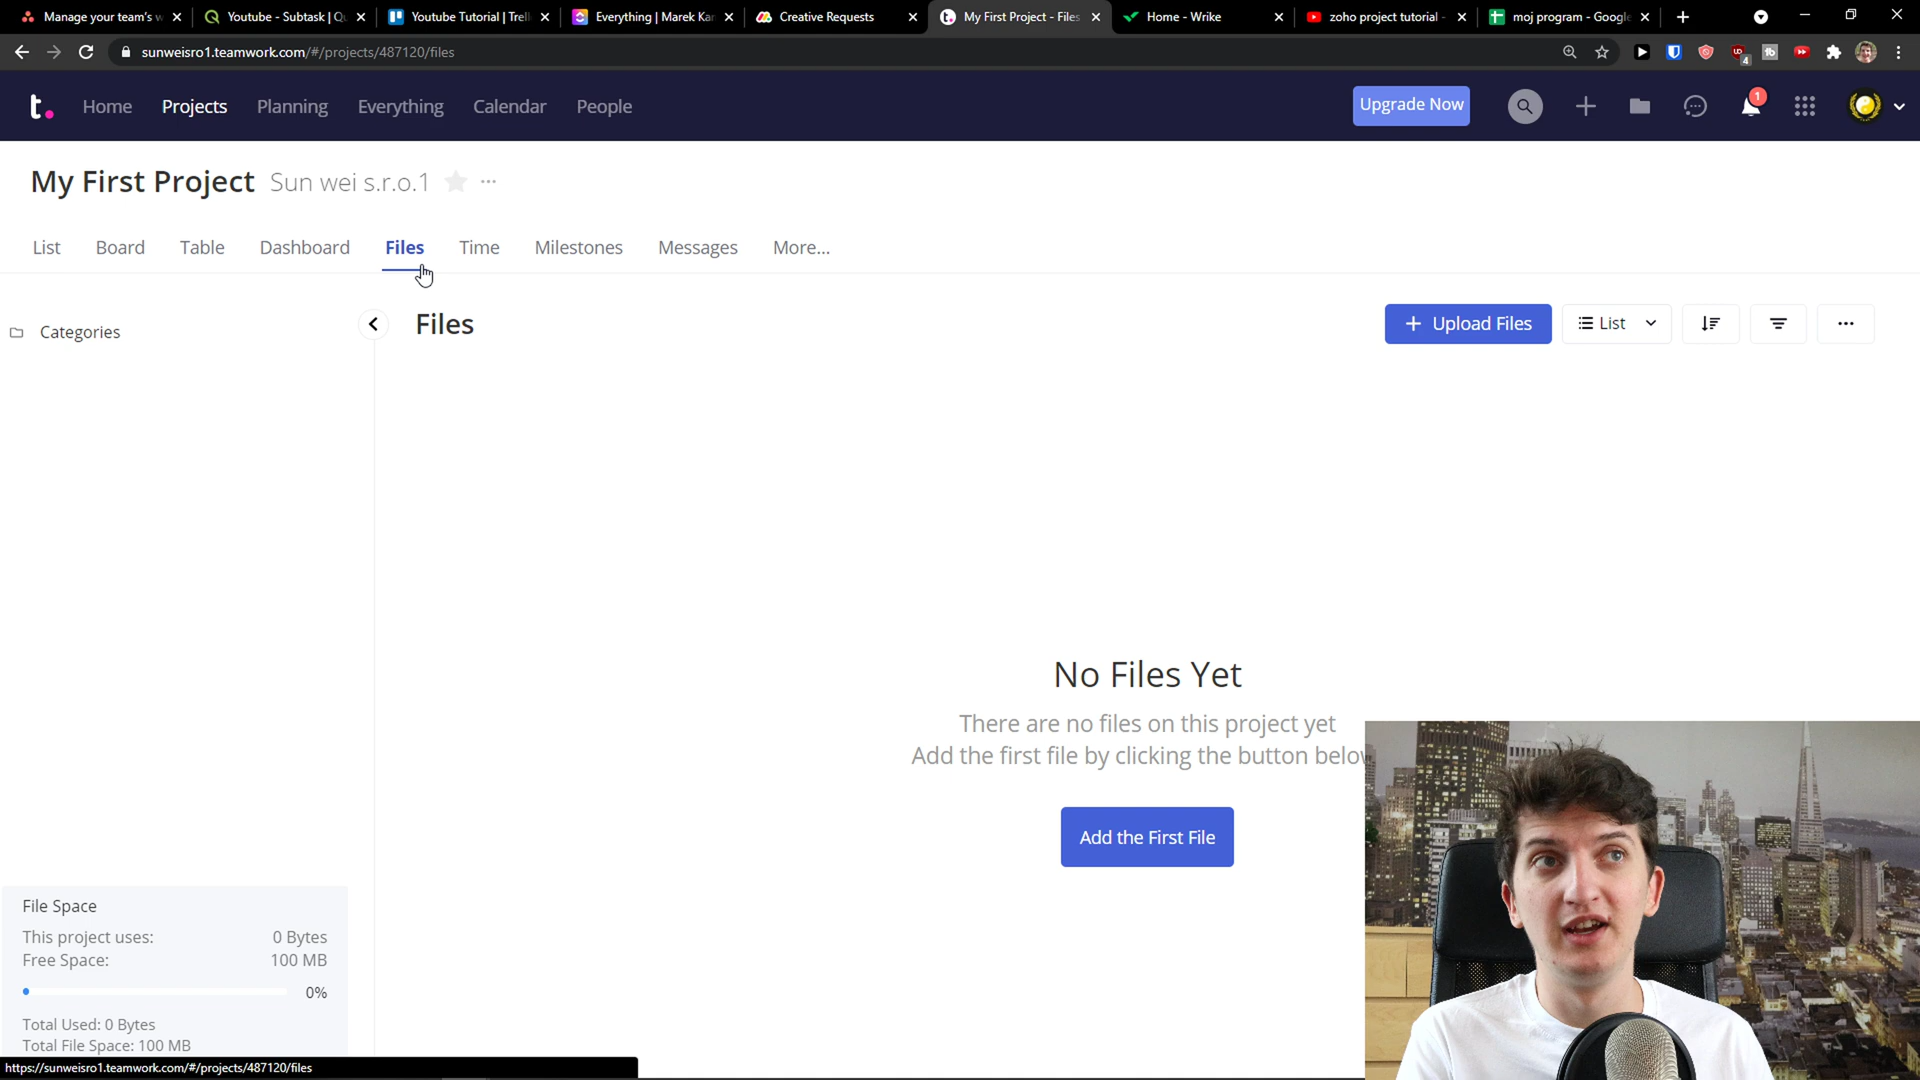 Manage your team's w
Youtube - Subtask | Q
Youtube Tutorial | Trel
Everything | Marek Ka
Creative Requests
My First Project - Files
Home - Wrike
zoho project tutorial -
moj program - Google
sunweisro1.teamwork.com/#/projects/487120/files
4
t.
Home
Projects
Planning
Everything
Calendar
People
Upgrade Now
1
My First Project
Sun wei s.r.o.1
List
Board
Table
Dashboard
Files
Time
Milestones
Messages
More...
Categories
Files
Upload Files
List
No Files Yet
There are no files on this project yet
Add the first file by clicking the button below
Add the First File
File Space
This project uses: 0 Bytes
Free Space: 100 MB
0%
Total Used: 0 Bytes
Total File Space: 100 MB
https://sunweisro1.teamwork.com/#/projects/487120/files